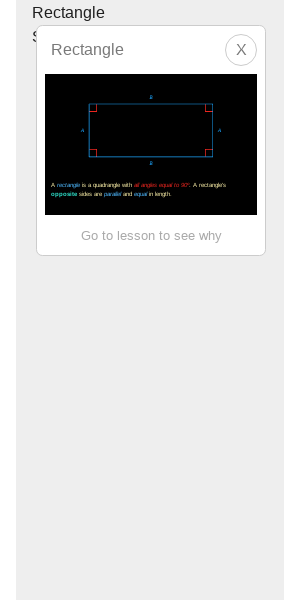 Rectangle
S
Rectangle
X
B
A
A
B
A rectangle is a quadrangle with all angles equal to 90°. A rectangle's
opposite sides are parallel and equal in length.
Go to lesson to see why